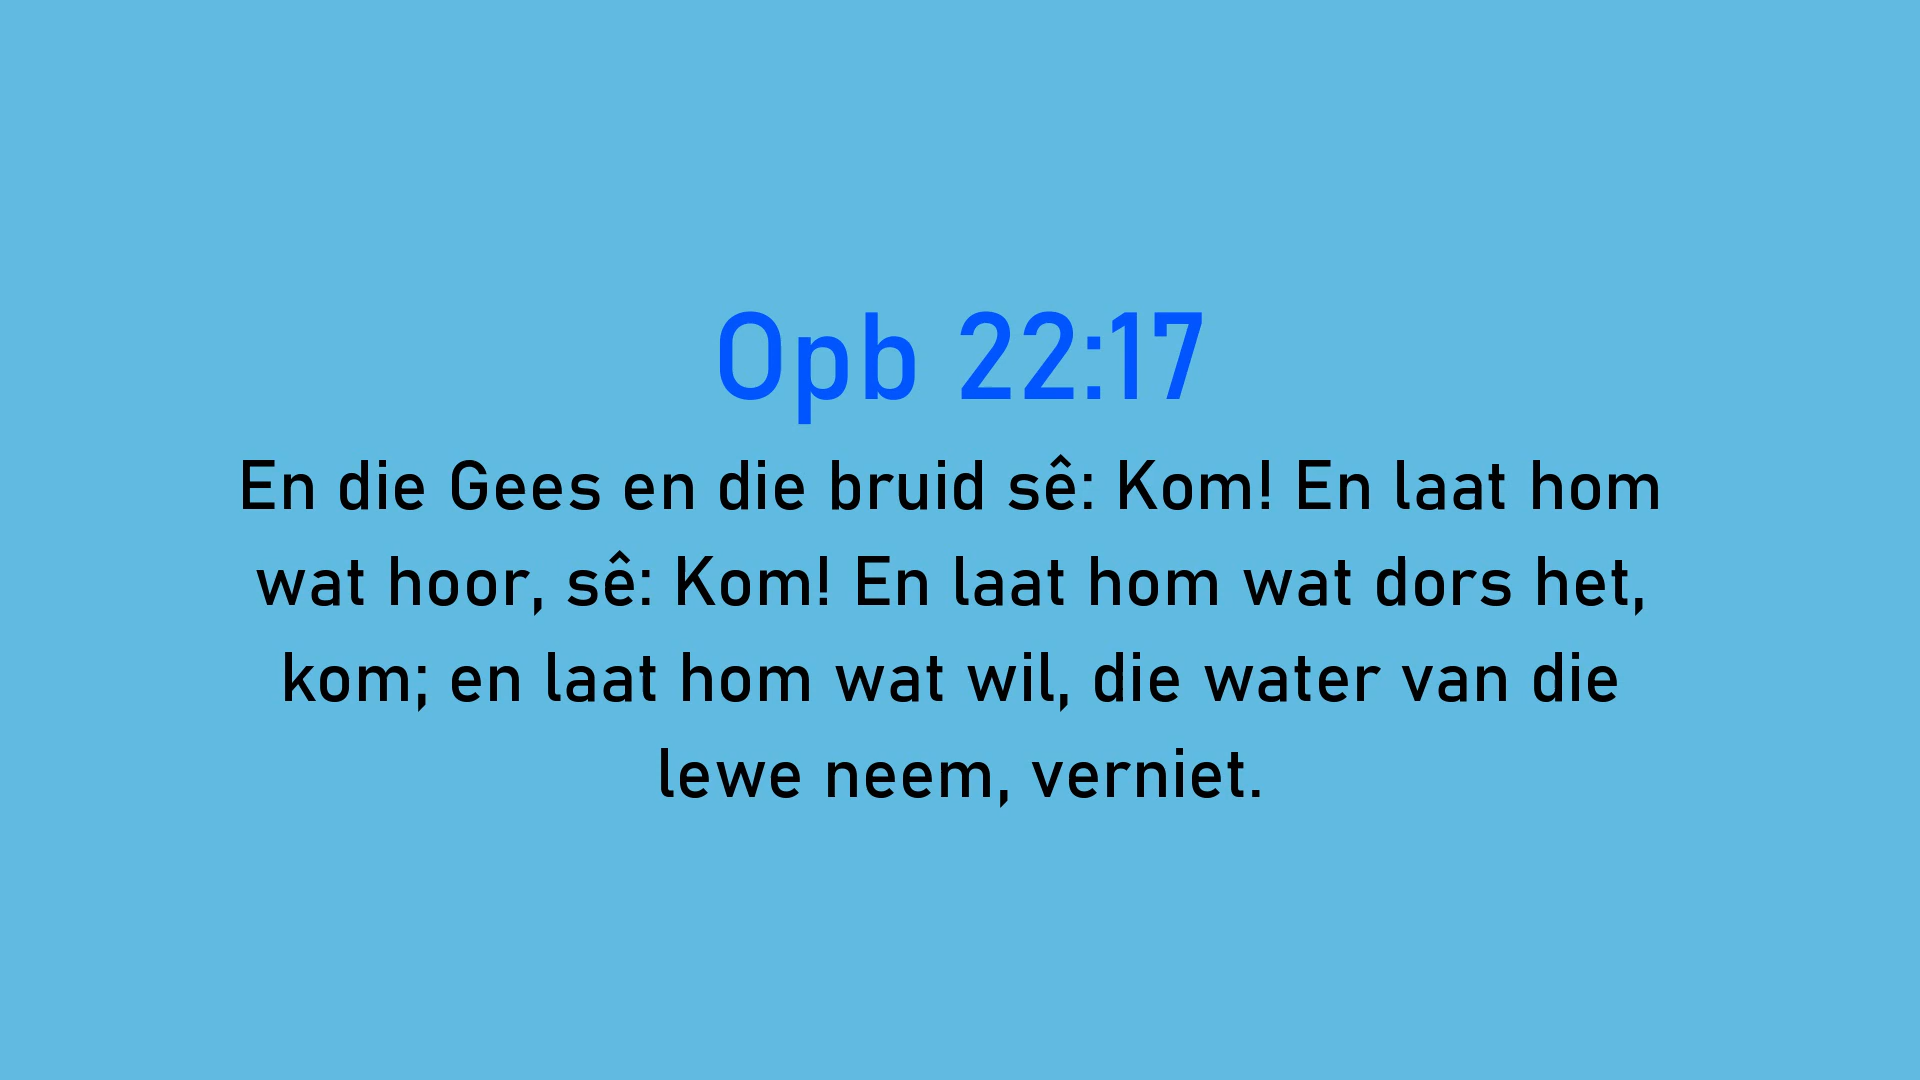 Opb 22:17
En die Gees en die bruid sê: Kom! En laat hom
wat hoor, sê: Kom! En laat hom wat dors het,
kom; en laat hom wat wil, die water van die
lewe neem, verniet.